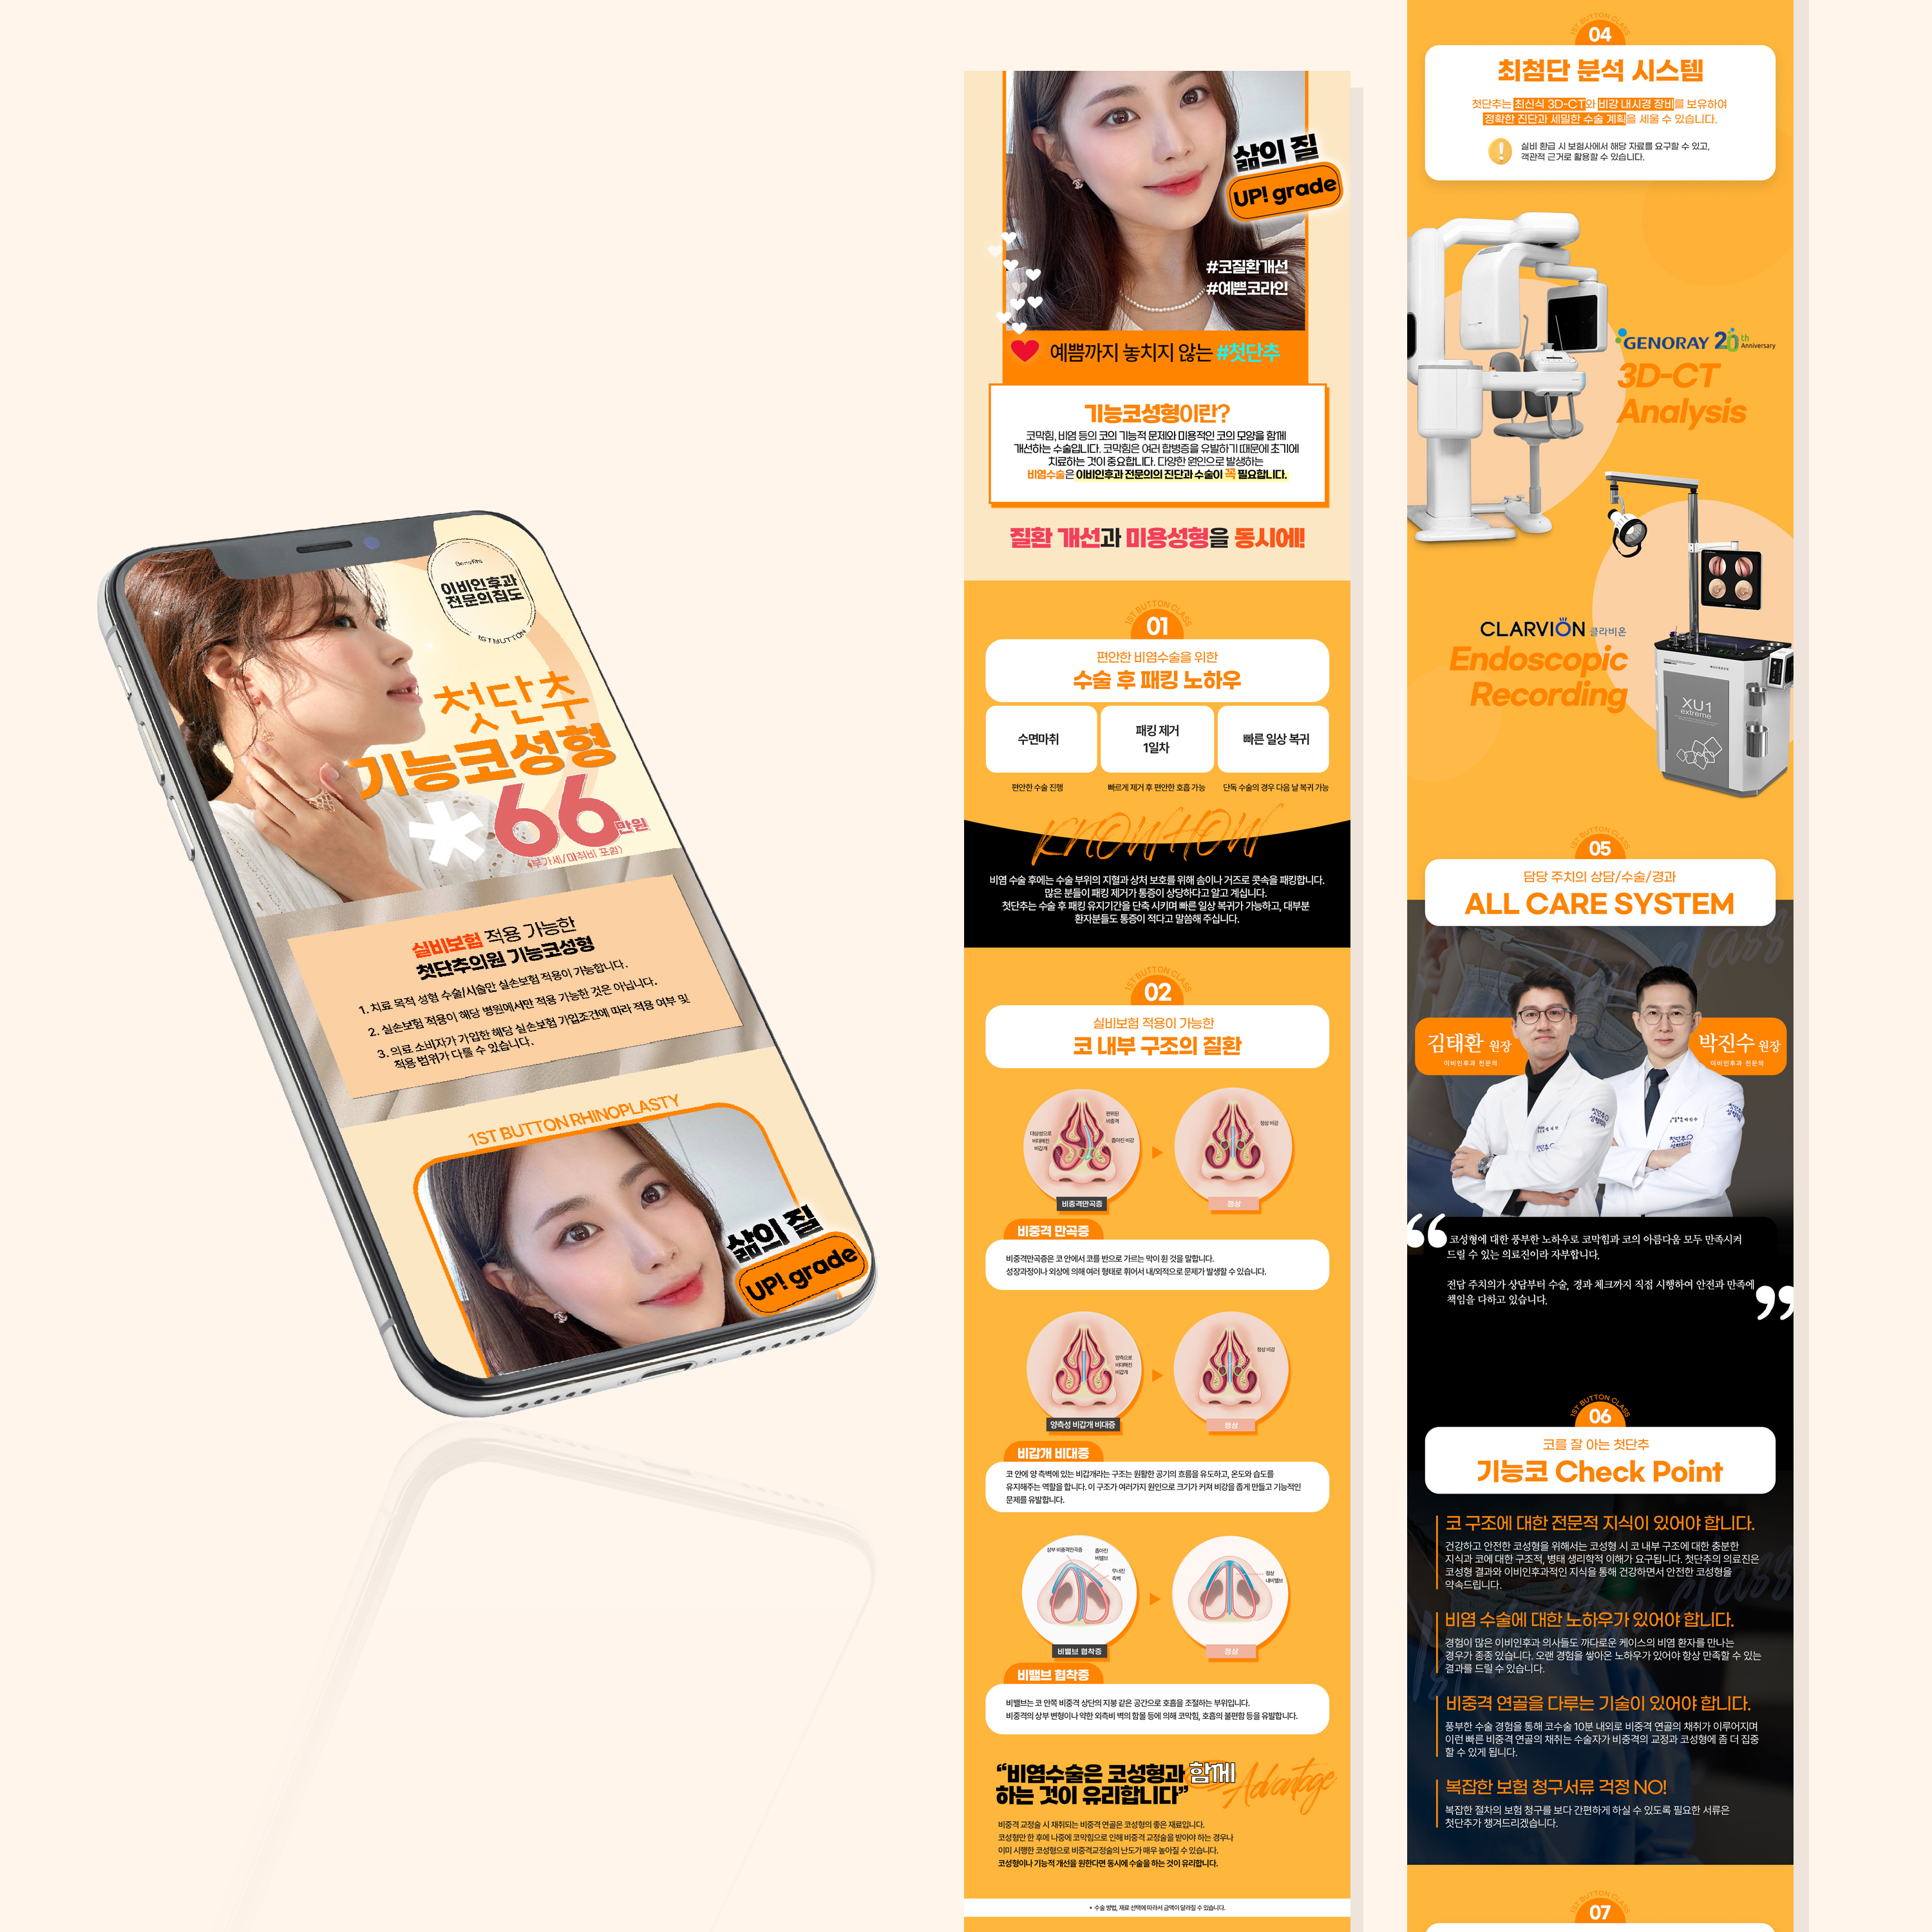 Benefits
이비인후과
전문의집도
1ST BUTTON
첫단추
기능코성형
*66만원
(부가세/마취비 포함)
실비보험 적용 가능한
첫단추의원 기능코성형
1. 치료 목적 성형 수술/시술만 실손보험 적용이 가능합니다.
2. 실손보험 적용이 해당 병원에서만 적용 가능한 것은 아닙니다.
3. 의료 소비자가 가입한 해당 실손보험 가입조건에 따라 적용 여부 및
적용 범위가 다를 수 있습니다.
1ST BUTTON RHINOPLASTY
삶의 질
UP! grade
삶의 질
UP! grade
#코질환개선
#예쁜코라인
예쁨까지 놓치지 않는 #첫단추
기능코성형이란?
코막힘, 비염 등의 코의 기능적 문제와 미용적인 코의 모양을 함께
개선하는 수술입니다. 코막힘은 여러 합병증을 유발하기 때문에 초기에
치료하는 것이 중요합니다. 다양한 원인으로 발생하는
비염수술은 이비인후과 전문의의 진단과 수술이 꼭 필요합니다.
질환 개선과 미용성형을 동시에!
1ST BUTTON CLASS
01
편안한 비염수술을 위한
수술 후 패킹 노하우
수면마취
패킹 제거
1일차
빠른 일상 복귀
편안한 수술 진행
빠르게 제거 후 편안한 호흡 가능
단독 수술의 경우 다음 날 복귀 가능
KNOWHOW
비염 수술 후에는 수술 부위의 지혈과 상처 보호를 위해 솜이나 거즈로 콧속을 패킹합니다.
많은 분들이 패킹 제거가 통증이 상당하다고 알고 계십니다.
첫단추는 수술 후 패킹 유지기간을 단축 시키며 빠른 일상 복귀가 가능하고, 대부분
환자분들도 통증이 적다고 말씀해 주십니다.
1ST BUTTON CLASS
02
실비보험 적용이 가능한
코 내부 구조의 질환
편위된
비중격
대상성으로
비대해진
비갑개
좁아진 비강
정상 비강
비중격만곡증
정상
비중격 만곡증
비중격만곡증은 코 안에서 코를 반으로 가르는 막이 휜 것을 말합니다.
성장과정이나 외상에 의해 여러 형태로 휘어서 내/외적으로 문제가 발생할 수 있습니다.
양측으로
비대해진
비갑개
정상 비강
양측성 비갑개 비대증
정상
비갑개 비대증
코 안에 양 측벽에 있는 비갑개라는 구조는 원활한 공기의 흐름을 유도하고, 온도와 습도를
유지해주는 역할을 합니다. 이 구조가 여러가지 원인으로 크기가 커져 비강을 좁게 만들고 기능적인
문제를 유발합니다.
상부 비중격만곡증
좁아진
비밸브
무너진
측벽
정상
내비밸브
비밸브 협착증
정상
비밸브 협착증
비밸브는 코 안쪽 비중격 상단의 지붕 같은 공간으로 호흡을 조절하는 부위입니다.
비중격의 상부 변형이나 약한 외측비 벽의 함몰 등에 의해 코막힘, 호흡의 불편함 등을 유발합니다.
“비염수술은 코성형과 함께
하는 것이 유리합니다”
Advantage
비중격 교정술 시 채취되는 비중격 연골은 코성형의 좋은 재료입니다.
코성형만 한 후에 나중에 코막힘으로 인해 비중격 교정술을 받아야 하는 경우나
이미 시행한 코성형으로 비중격교정술의 난도가 매우 높아질 수 있습니다.
코성형이나 기능적 개선을 원한다면 동시에 수술을 하는 것이 유리합니다.
* 수술 방법, 재료 선택에 따라서 금액이 달라질 수 있습니다.
1ST BUTTON CLASS
04
최첨단 분석 시스템
첫단추는 최신식 3D-CT와 비강 내시경 장비를 보유하여
정확한 진단과 세밀한 수술 계획을 세울 수 있습니다.
실비 환급 시 보험사에서 해당 자료를 요구할 수 있고,
객관적 근거로 활용할 수 있습니다.
GENORAY 20th Anniversary
3D-CT
Analysis
CLARVION 클라비온
Endoscopic
Recording
XU1
extreme
1ST BUTTON CLASS
05
담당 주치의 상담/수술/경과
ALL CARE SYSTEM
김태환 원장
이비인후과 전문의
박진수 원장
이비인후과 전문의
“코성형에 대한 풍부한 노하우로 코막힘과 코의 아름다움 모두 만족시켜
드릴 수 있는 의료진이라 자부합니다.
전담 주치의가 상담부터 수술, 경과 체크까지 직접 시행하여 안전과 만족에
책임을 다하고 있습니다.”
1ST BUTTON CLASS
06
코를 잘 아는 첫단추
기능코 Check Point
코 구조에 대한 전문적 지식이 있어야 합니다.
건강하고 안전한 코성형을 위해서는 코성형 시 코 내부 구조에 대한 충분한
지식과 코에 대한 구조적, 병태 생리학적 이해가 요구됩니다. 첫단추의 의료진은
코성형 결과와 이비인후과적인 지식을 통해 건강하면서 안전한 코성형을
약속드립니다.
비염 수술에 대한 노하우가 있어야 합니다.
경험이 많은 이비인후과 의사들도 까다로운 케이스의 비염 환자를 만나는
경우가 종종 있습니다. 오랜 경험을 쌓아온 노하우가 있어야 항상 만족할 수 있는
결과를 드릴 수 있습니다.
비중격 연골을 다루는 기술이 있어야 합니다.
풍부한 수술 경험을 통해 코수술 10분 내외로 비중격 연골의 채취가 이루어지며
이런 빠른 비중격 연골의 채취는 수술자가 비중격의 교정과 코성형에 좀 더 집중
할 수 있게 됩니다.
복잡한 보험 청구서류 걱정 NO!
복잡한 절차의 보험 청구를 보다 간편하게 하실 수 있도록 필요한 서류은
첫단추가 챙겨드리겠습니다.
1ST BUTTON CLASS
07